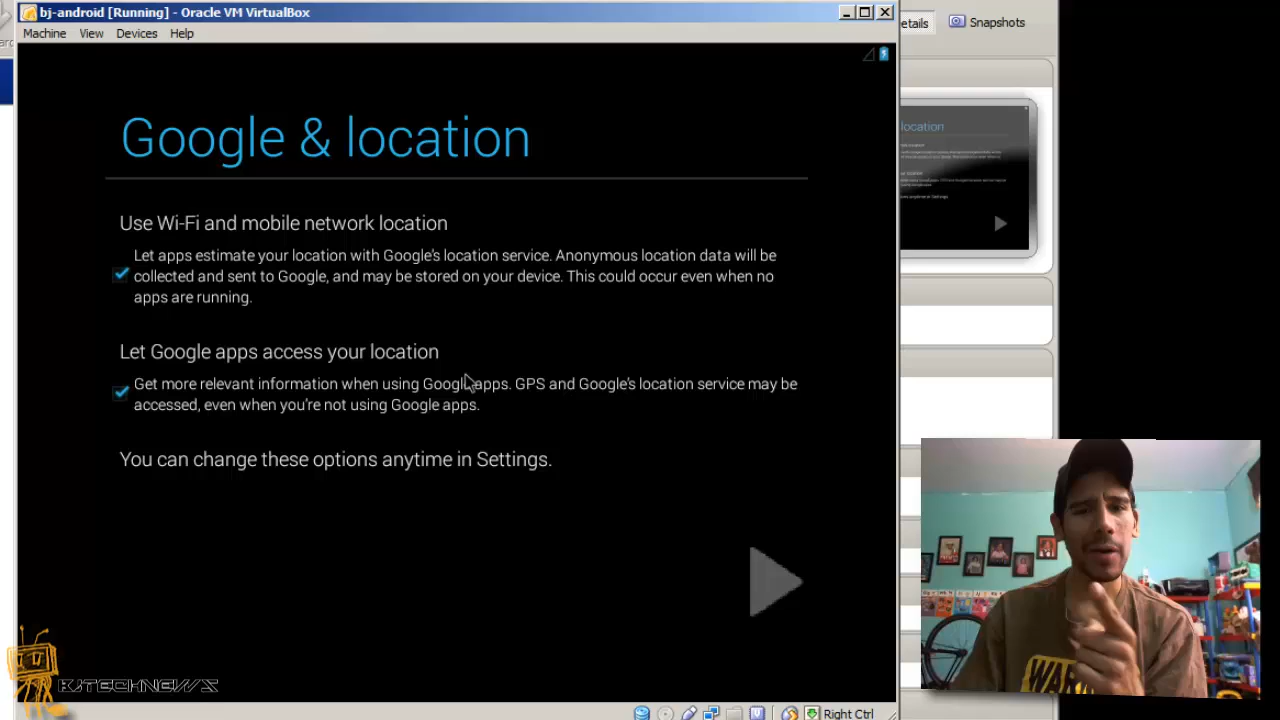 bj-android [Running] - Oracle VM VirtualBox
Machine View Devices Help
etails Snapshots
Google & location
Use Wi-Fi and mobile network location
Let apps estimate your location with Google's location service. Anonymous location data will be
collected and sent to Google, and may be stored on your device. This could occur even when no
apps are running.
Let Google apps access your location
Get more relevant information when using Google apps. GPS and Google's location service may be
accessed, even when you're not using Google apps.
You can change these options anytime in Settings.
location
BJTECHNEWS
Right Ctrl